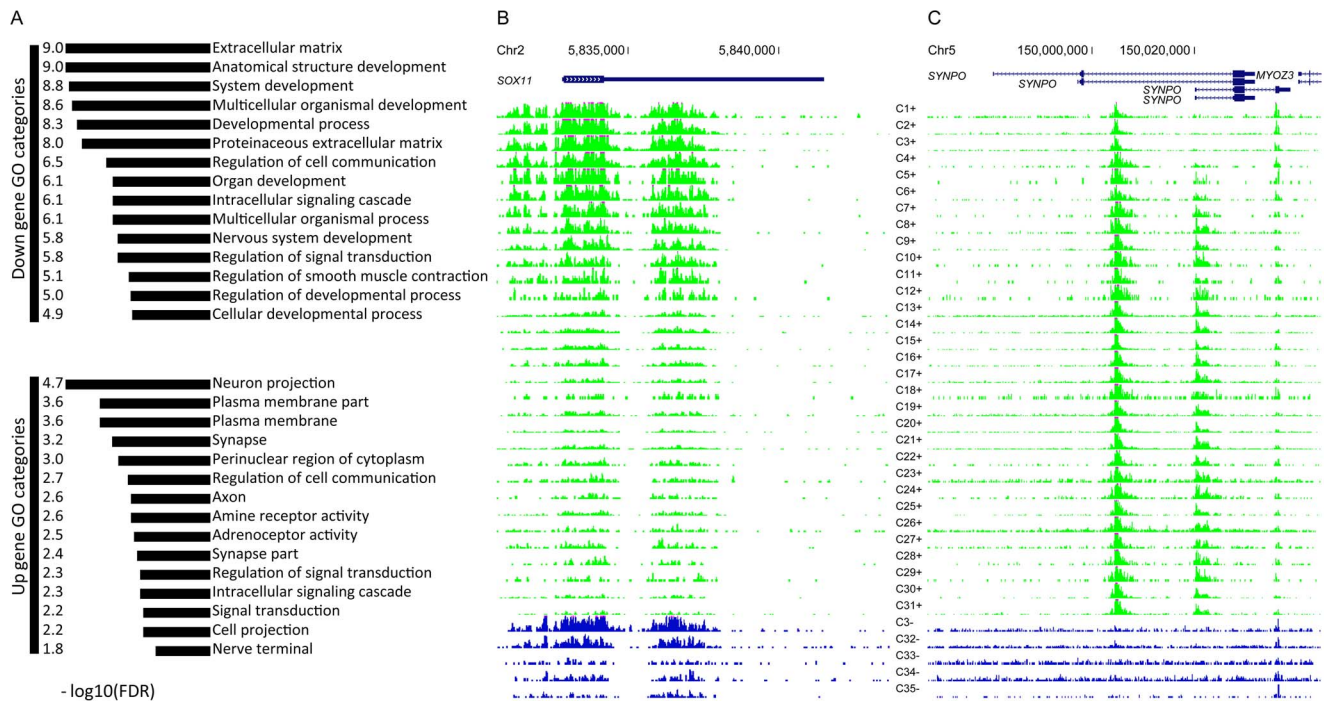 A
Down gene GO categories
9.0 Extracellular matrix
9.0 Anatomical structure development
8.8 System development
8.6 Multicellular organismal development
8.3 Developmental process
8.0 Proteinaceous extracellular matrix
6.5 Regulation of cell communication
6.1 Organ development
6.1 Intracellular signaling cascade
6.1 Multicellular organismal process
5.8 Nervous system development
5.8 Regulation of signal transduction
5.1 Regulation of smooth muscle contraction
5.0 Regulation of developmental process
4.9 Cellular developmental process
Up gene GO categories
4.7 Neuron projection
3.6 Plasma membrane part
3.6 Plasma membrane
3.2 Synapse
3.0 Perinuclear region of cytoplasm
2.7 Regulation of cell communication
2.6 Axon
2.6 Amine receptor activity
2.5 Adrenoceptor activity
2.4 Synapse part
2.3 Regulation of signal transduction
2.3 Intracellular signaling cascade
2.2 Signal transduction
2.2 Cell projection
1.8 Nerve terminal
- log10(FDR)
B
Chr2 5,835,000 5,840,000
SOX11
C
Chr5 150,000,000 150,020,000
SYNPO MYOZ3
SYNPO SYNPO
SYNPO
C1+
C2+
C3+
C4+
C5+
C6+
C7+
C8+
C9+
C10+
C11+
C12+
C13+
C14+
C15+
C16+
C17+
C18+
C19+
C20+
C21+
C22+
C23+
C24+
C25+
C26+
C27+
C28+
C29+
C30+
C31+
C3-
C32-
C33-
C34-
C35-